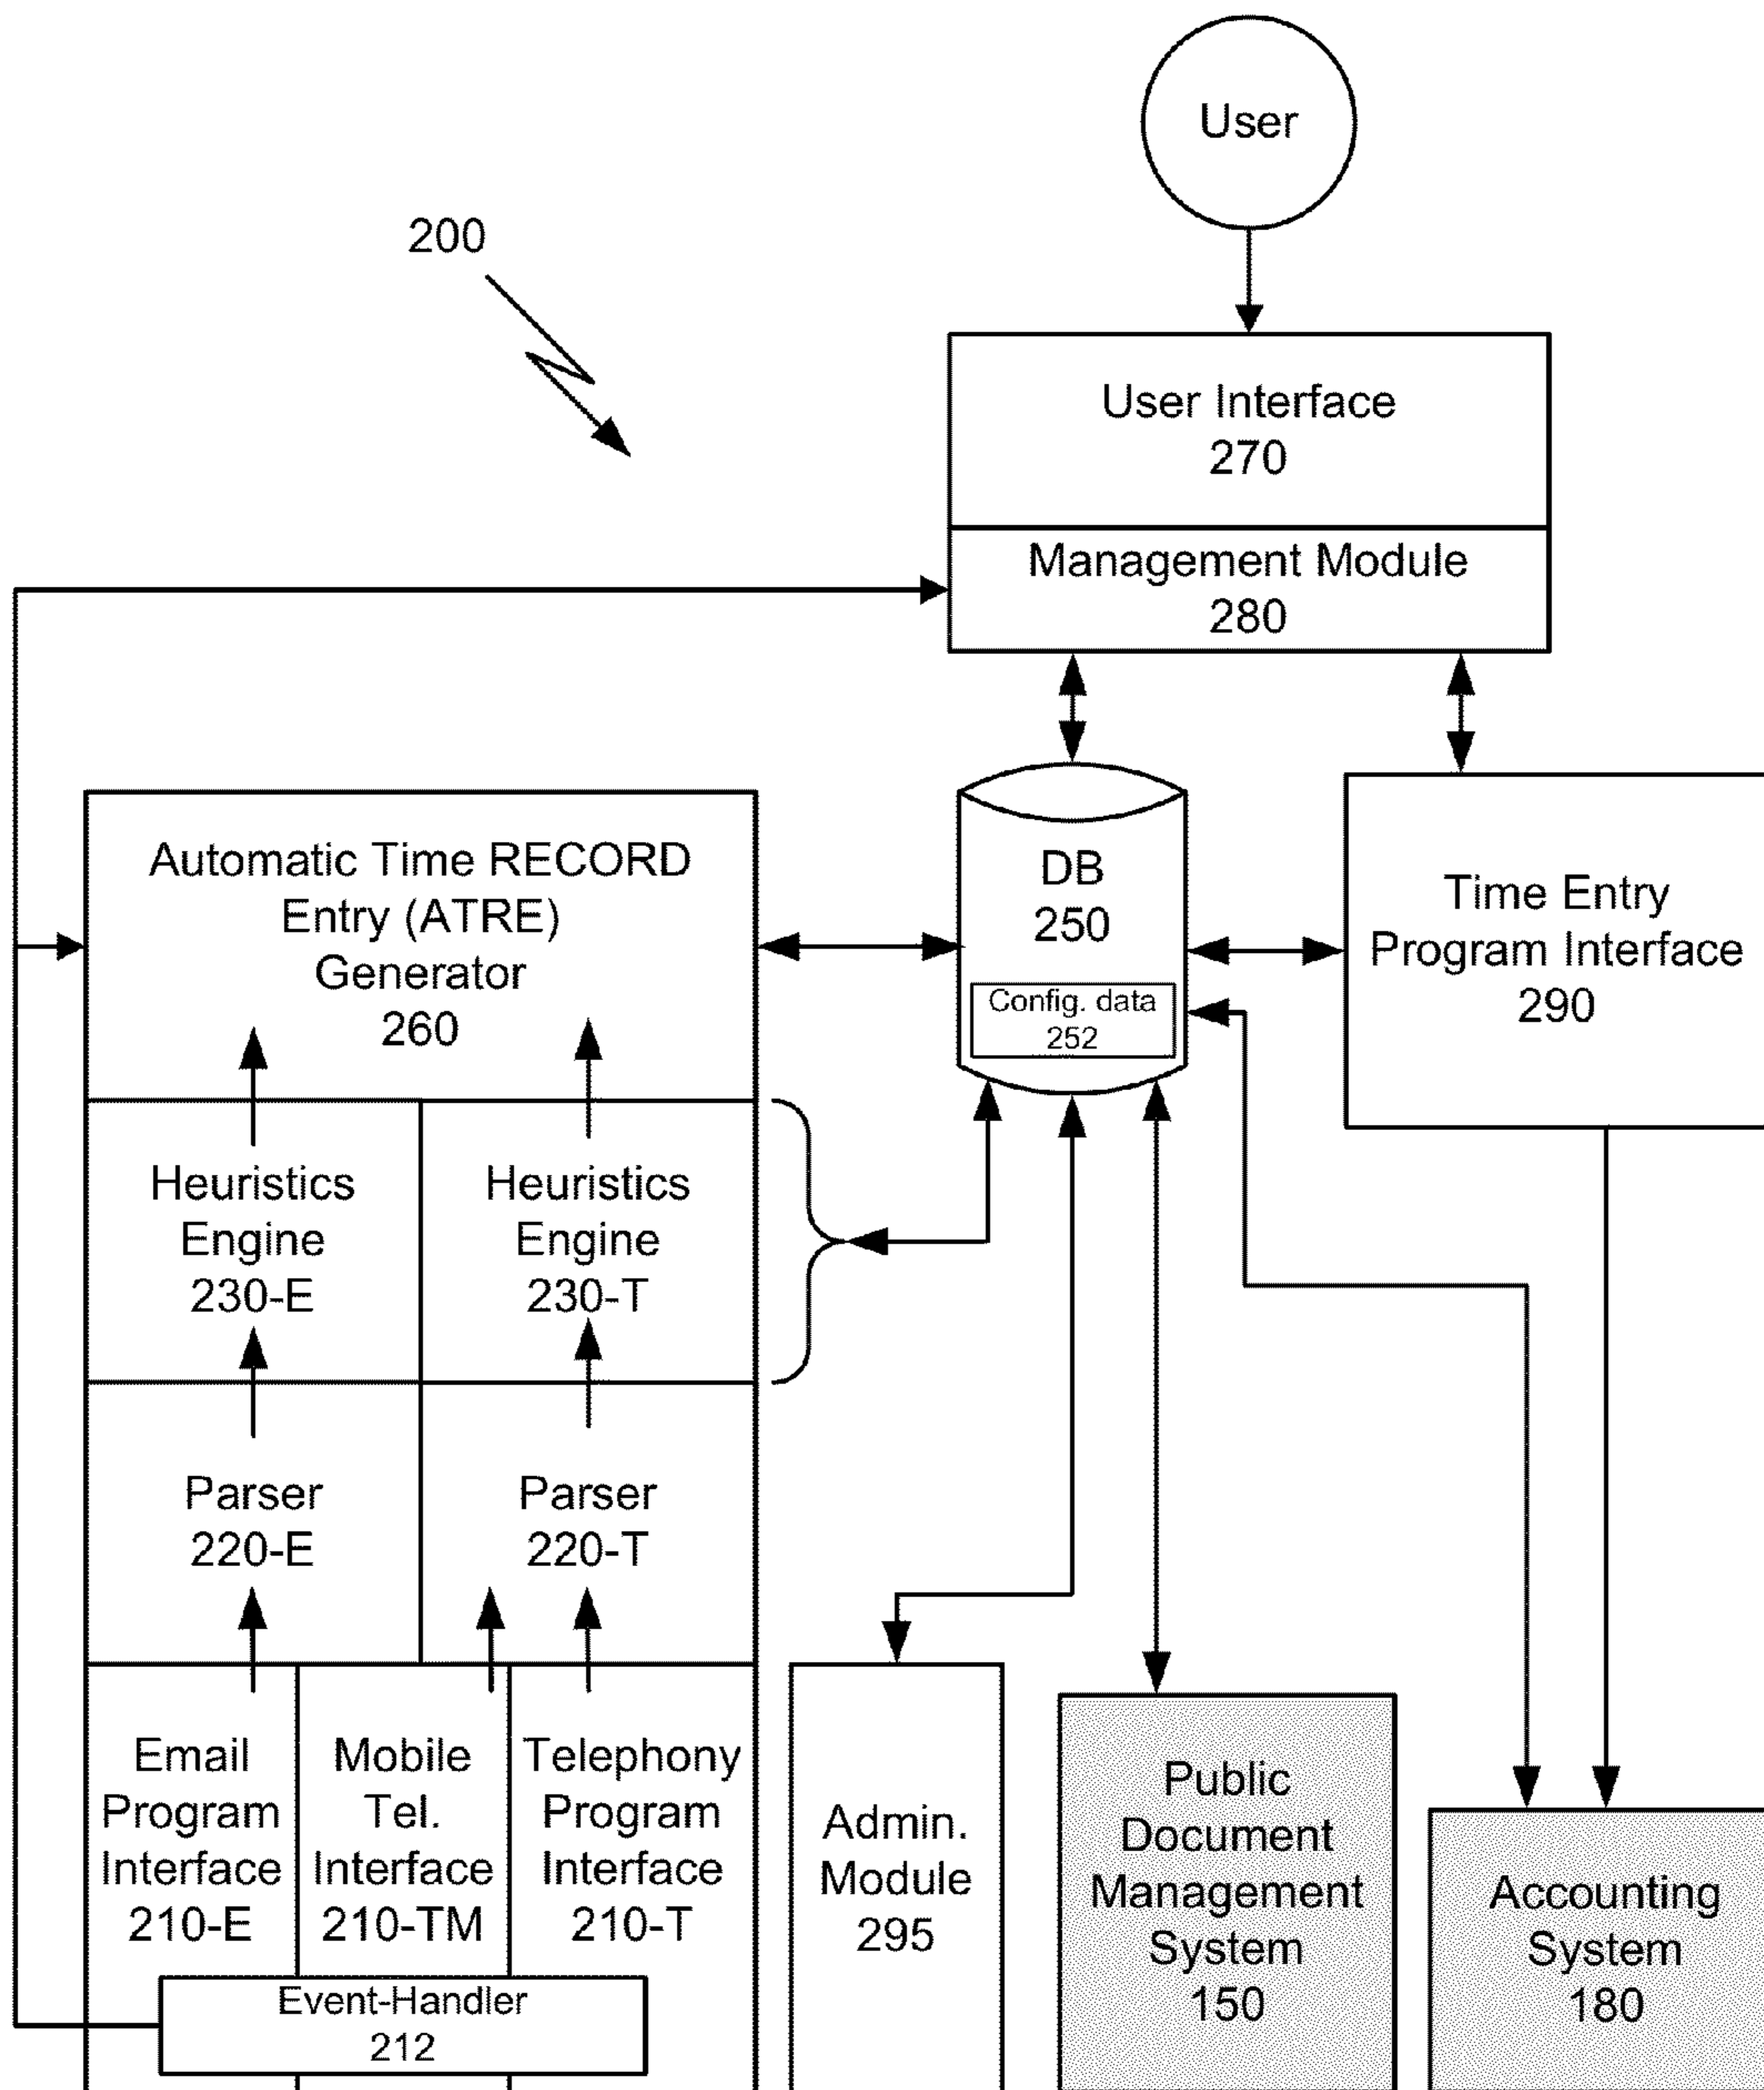 User
200
User Interface
270
Management Module
280
Automatic Time RECORD
Entry (ATRE)
Generator
260
DB
250
Config. data
252
Time Entry
Program Interface
290
Heuristics
Engine
230-E
Heuristics
Engine
230-T
Parser
220-E
Parser
220-T
Email
Program
Interface
210-E
Mobile
Tel.
Interface
210-TM
Telephony
Program
Interface
210-T
Event-Handler
212
Admin.
Module
295
Public
Document
Management
System
150
Accounting
System
180